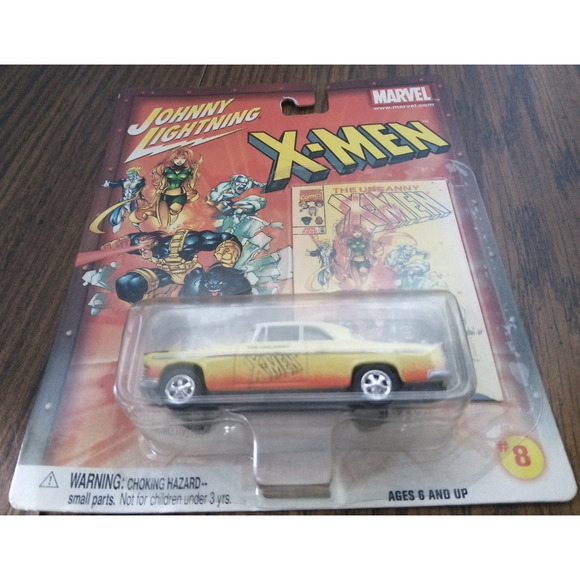 JOHNNY
LIGHTNING
MARVEL
www.marvel.com
X-MEN
THE UNCANNY
X-MEN
THE UNCANNY
X-MEN
#8
WARNING: CHOKING HAZARD--
small parts. Not for children under 3 yrs.
AGES 6 AND UP